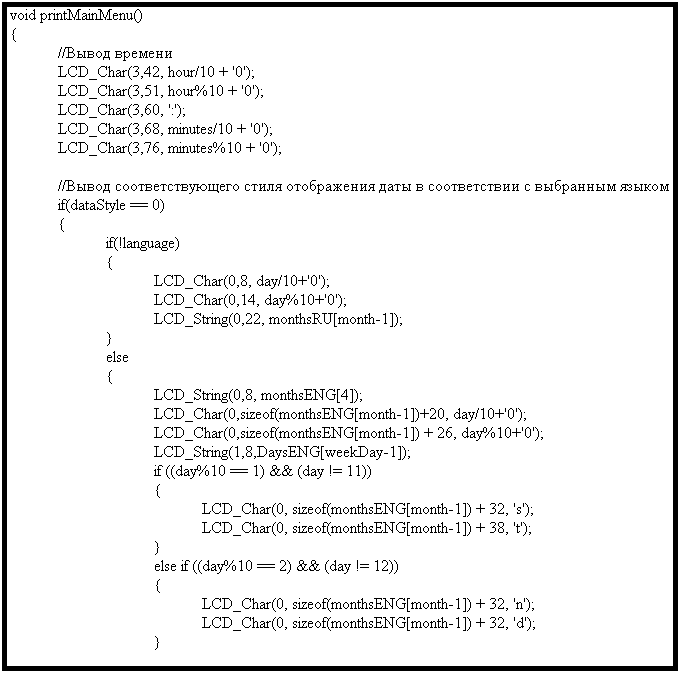 void printMainMenu()
{
//Вывод времени
LCD_Char(3,42, hour/10 + '0');
LCD_Char(3,51, hour%10 + '0');
LCD_Char(3,60, ':');
LCD_Char(3,68, minutes/10 + '0');
LCD_Char(3,76, minutes%10 + '0');
//Вывод соответствующего стиля отображения даты в соответствии с выбранным языком
if(dataStyle == 0)
{
if(!language)
{
LCD_Char(0,8, day/10+'0');
LCD_Char(0,14, day%10+'0');
LCD_String(0,22, monthsRU[month-1]);
}
else
{
LCD_String(0,8, monthsENG[4]);
LCD_Char(0,sizeof(monthsENG[month-1])+20, day/10+'0');
LCD_Char(0,sizeof(monthsENG[month-1]) + 26, day%10+'0');
LCD_String(1,8,DaysENG[weekDay-1]);
if ((day%10 == 1) && (day != 11))
{
LCD_Char(0, sizeof(monthsENG[month-1]) + 32, 's');
LCD_Char(0, sizeof(monthsENG[month-1]) + 38, 't');
}
else if ((day%10 == 2) && (day != 12))
{
LCD_Char(0, sizeof(monthsENG[month-1]) + 32, 'n');
LCD_Char(0, sizeof(monthsENG[month-1]) + 32, 'd');
}